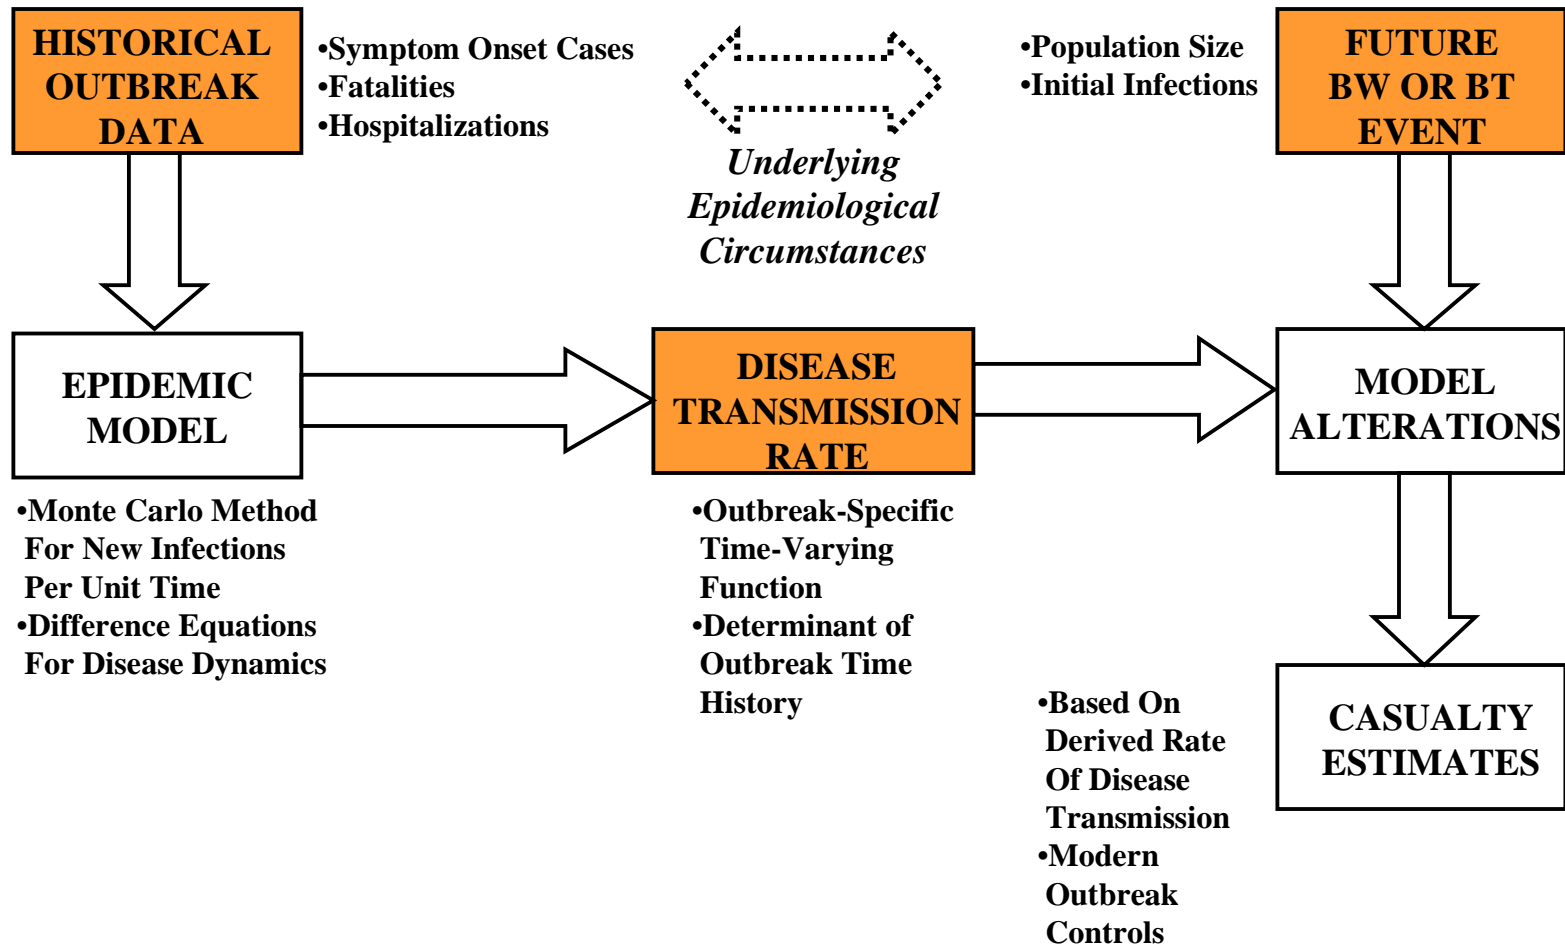 HISTORICAL
OUTBREAK
DATA
•Symptom Onset Cases
•Fatalities
•Hospitalizations
Underlying
Epidemiological
Circumstances
•Population Size
•Initial Infections
FUTURE
BW OR BT
EVENT
EPIDEMIC
MODEL
DISEASE
TRANSMISSION
RATE
MODEL
ALTERATIONS
•Monte Carlo Method
For New Infections
Per Unit Time
•Difference Equations
For Disease Dynamics
•Outbreak-Specific
Time-Varying
Function
•Determinant of
Outbreak Time
History
•Based On
Derived Rate
Of Disease
Transmission
•Modern
Outbreak
Controls
CASUALTY
ESTIMATES